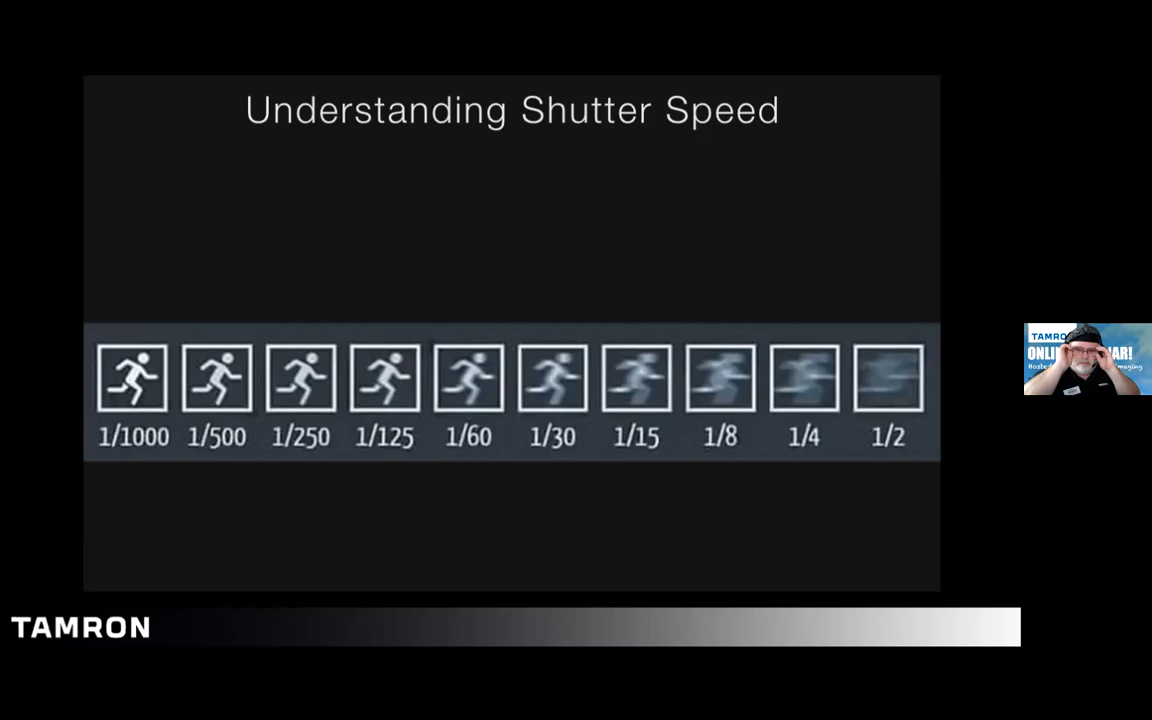 Understanding Shutter Speed
1/1000 1/500 1/250 1/125 1/60 1/30 1/15 1/8 1/4 1/2
TAMRON
TAMRON
Hosted